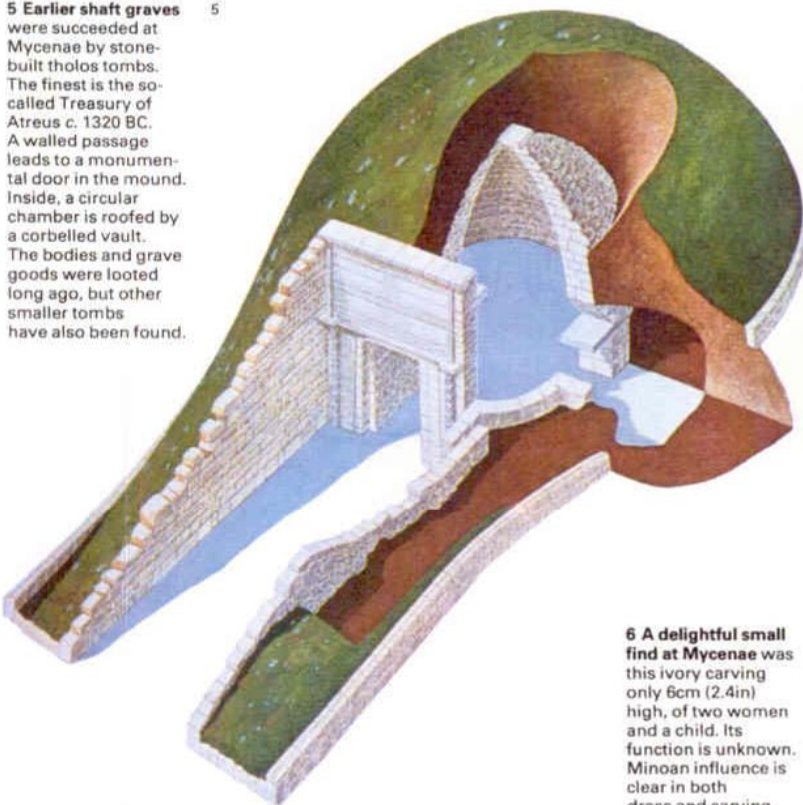 5 Earlier shaft graves 5
were succeeded at
Mycenae by stone-
built tholos tombs.
The finest is the so-
called Treasury of
Atreus c. 1320 BC.
A walled passage
leads to a monumen-
tal door in the mound.
Inside, a circular
chamber is roofed by
a corbelled vault.
The bodies and grave
goods were looted
long ago, but other
smaller tombs
have also been found.
6 A delightful small
find at Mycenae was
this ivory carving
only 6cm (2.4in)
high, of two women
and a child. Its
function is unknown.
Minoan influence is
clear in both
dress and carving